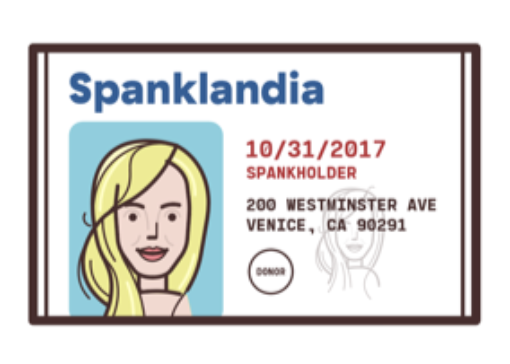 Spanklandia
10/31/2017
SPANKHOLDER
200 WESTMINSTER AVE
VENICE, CA 90291
DONOR